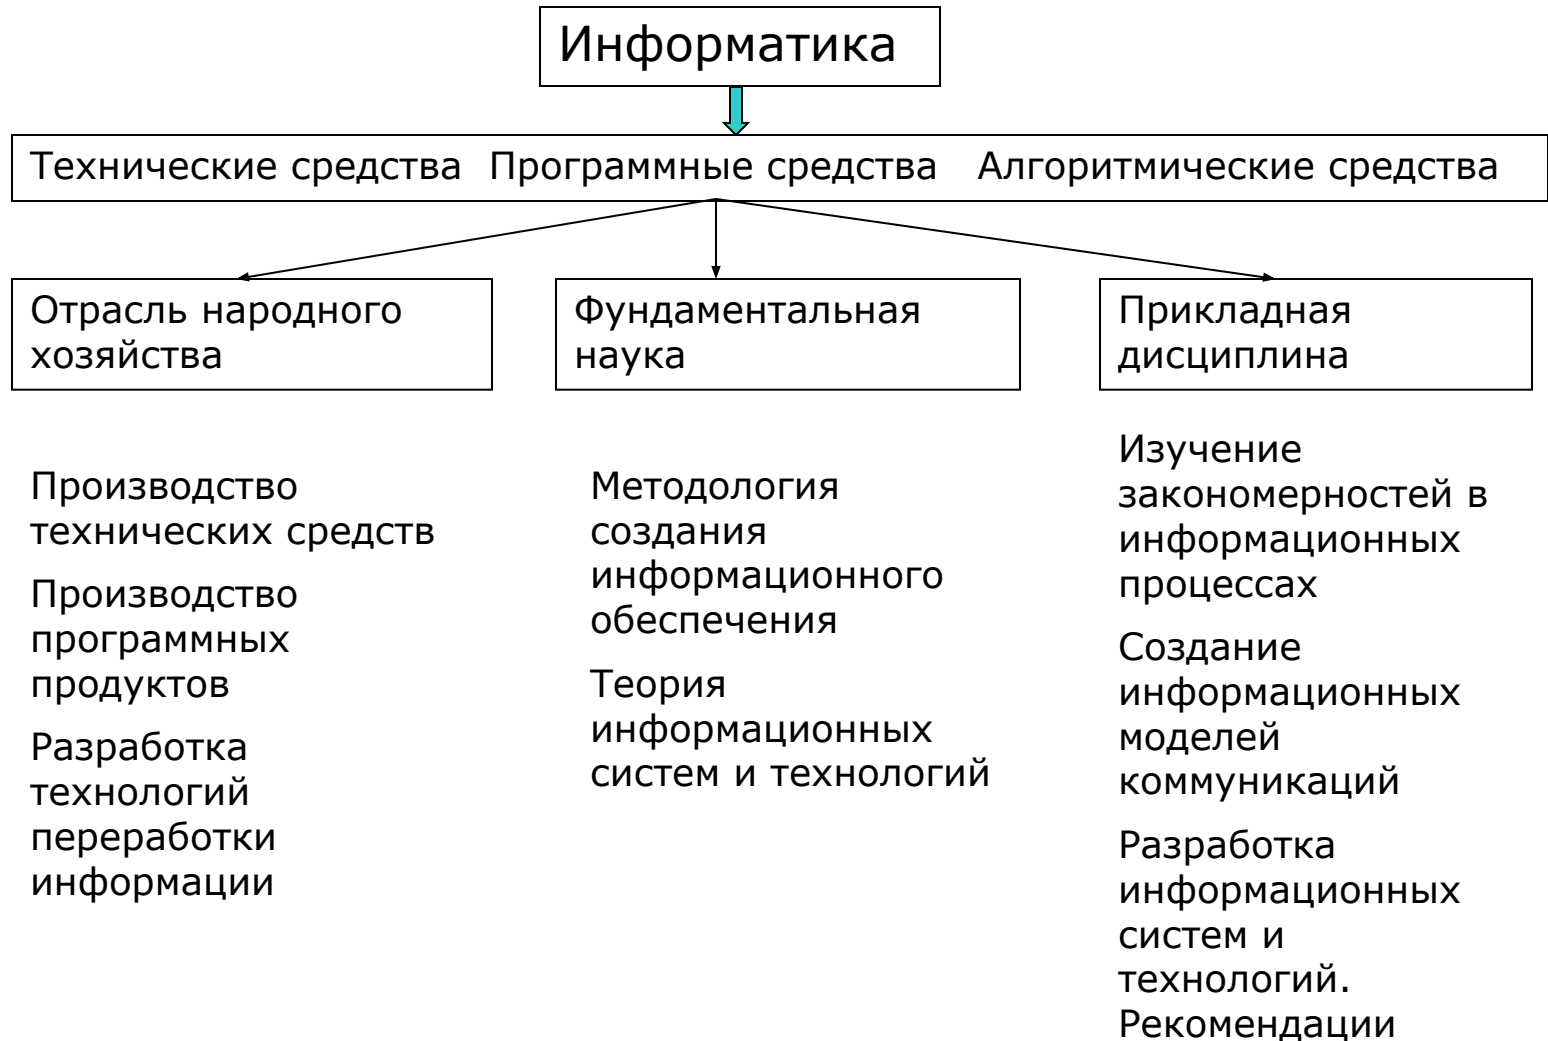 Информатика
Технические средства Программные средства Алгоритмические средства
Отрасль народного
хозяйства
Фундаментальная
наука
Прикладная
дисциплина
Производство
технических средств
Производство
программных
продуктов
Разработка
технологий
переработки
информации
Методология
создания
информационного
обеспечения
Теория
информационных
систем и технологий
Изучение
закономерностей в
информационных
процессах
Создание
информационных
моделей
коммуникаций
Разработка
информационных
систем и
технологий.
Рекомендации